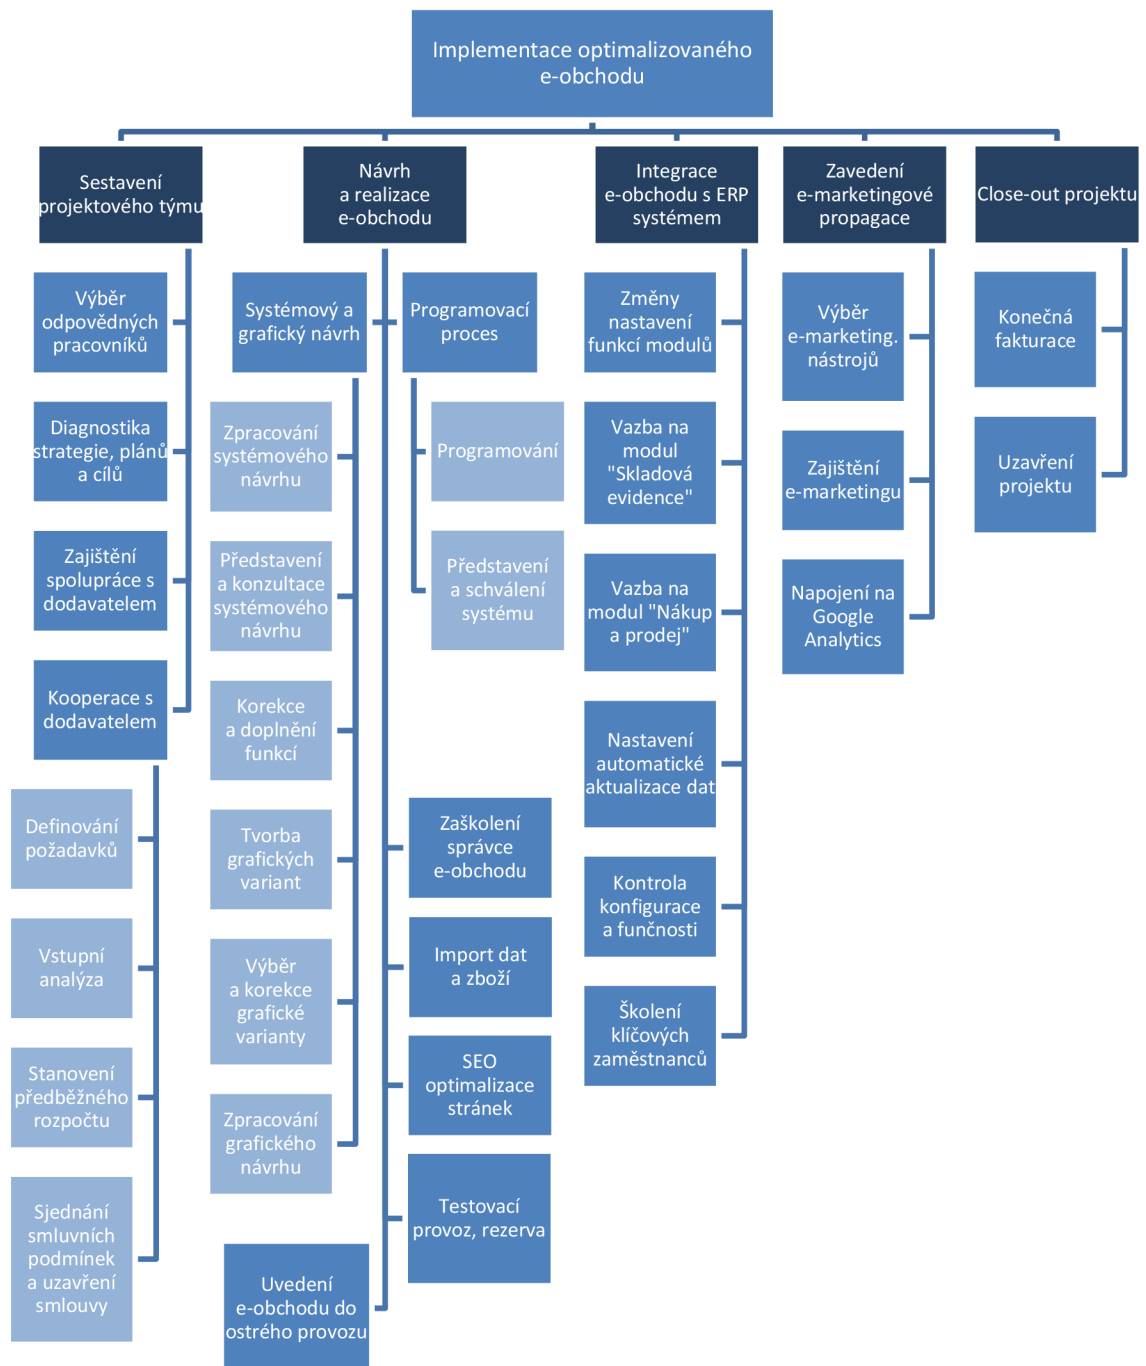 Implementace optimalizovaného
e-obchodu
Sestavení
projektového týmu
Návrh
a realizace
e-obchodu
Integrace
e-obchodu s ERP
systémem
Zavedení
e-marketingové
propagace
Close-out projektu
Výběr
odpovědných
pracovníků
Diagnostika
strategie, plánů
a cílů
Zajištění
spolupráce s
dodavatelem
Kooperace s
dodavatelem
Definování
požadavků
Vstupní
analýza
Stanovení
předběžného
rozpočtu
Sjednání
smluvních
podmínek
a uzavření
smlouvy
Systémový a
grafický návrh
Zpracování
systémového
návrhu
Představení
a konzultace
systémového
návrhu
Korekce
a doplnění
funkcí
Tvorba
grafických
variant
Výběr
a korekce
grafické
varianty
Zpracování
grafického
návrhu
Programovací
proces
Programování
Představení
a schválení
systému
Zaškolení
správce
e-obchodu
Import dat
a zboží
SEO
optimalizace
stránek
Testovací
provoz, rezerva
Uvedení
e-obchodu do
ostrého provozu
Změny
nastavení
funkcí modulů
Vazba na
modul
"Skladová
evidence"
Vazba na
modul "Nákup
a prodej"
Nastavení
automatické
aktualizace dat
Kontrola
konfigurace
a funčnosti
Školení
klíčových
zaměstnanců
Výběr
e-marketing.
nástrojů
Zajištění
e-marketingu
Napojení na
Google
Analytics
Konečná
fakturace
Uzavření
projektu